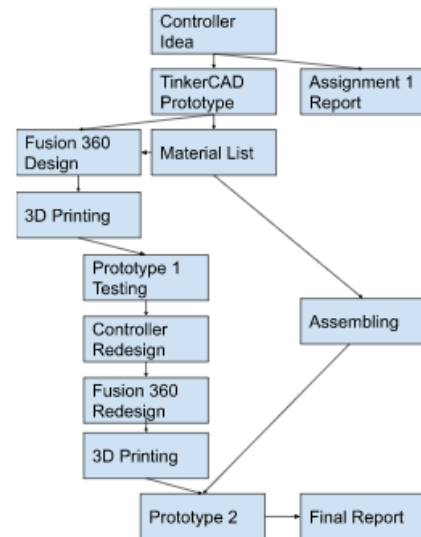 Controller
Idea
TinkerCAD
Prototype
Assignment 1
Report
Fusion 360
Design
Material List
3D Printing
Prototype 1
Testing
Controller
Redesign
Assembling
Fusion 360
Redesign
3D Printing
Prototype 2
Final Report